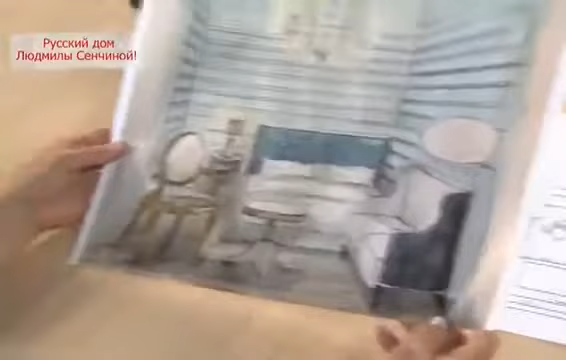 Русский дом
Людмилы Сенчиной!